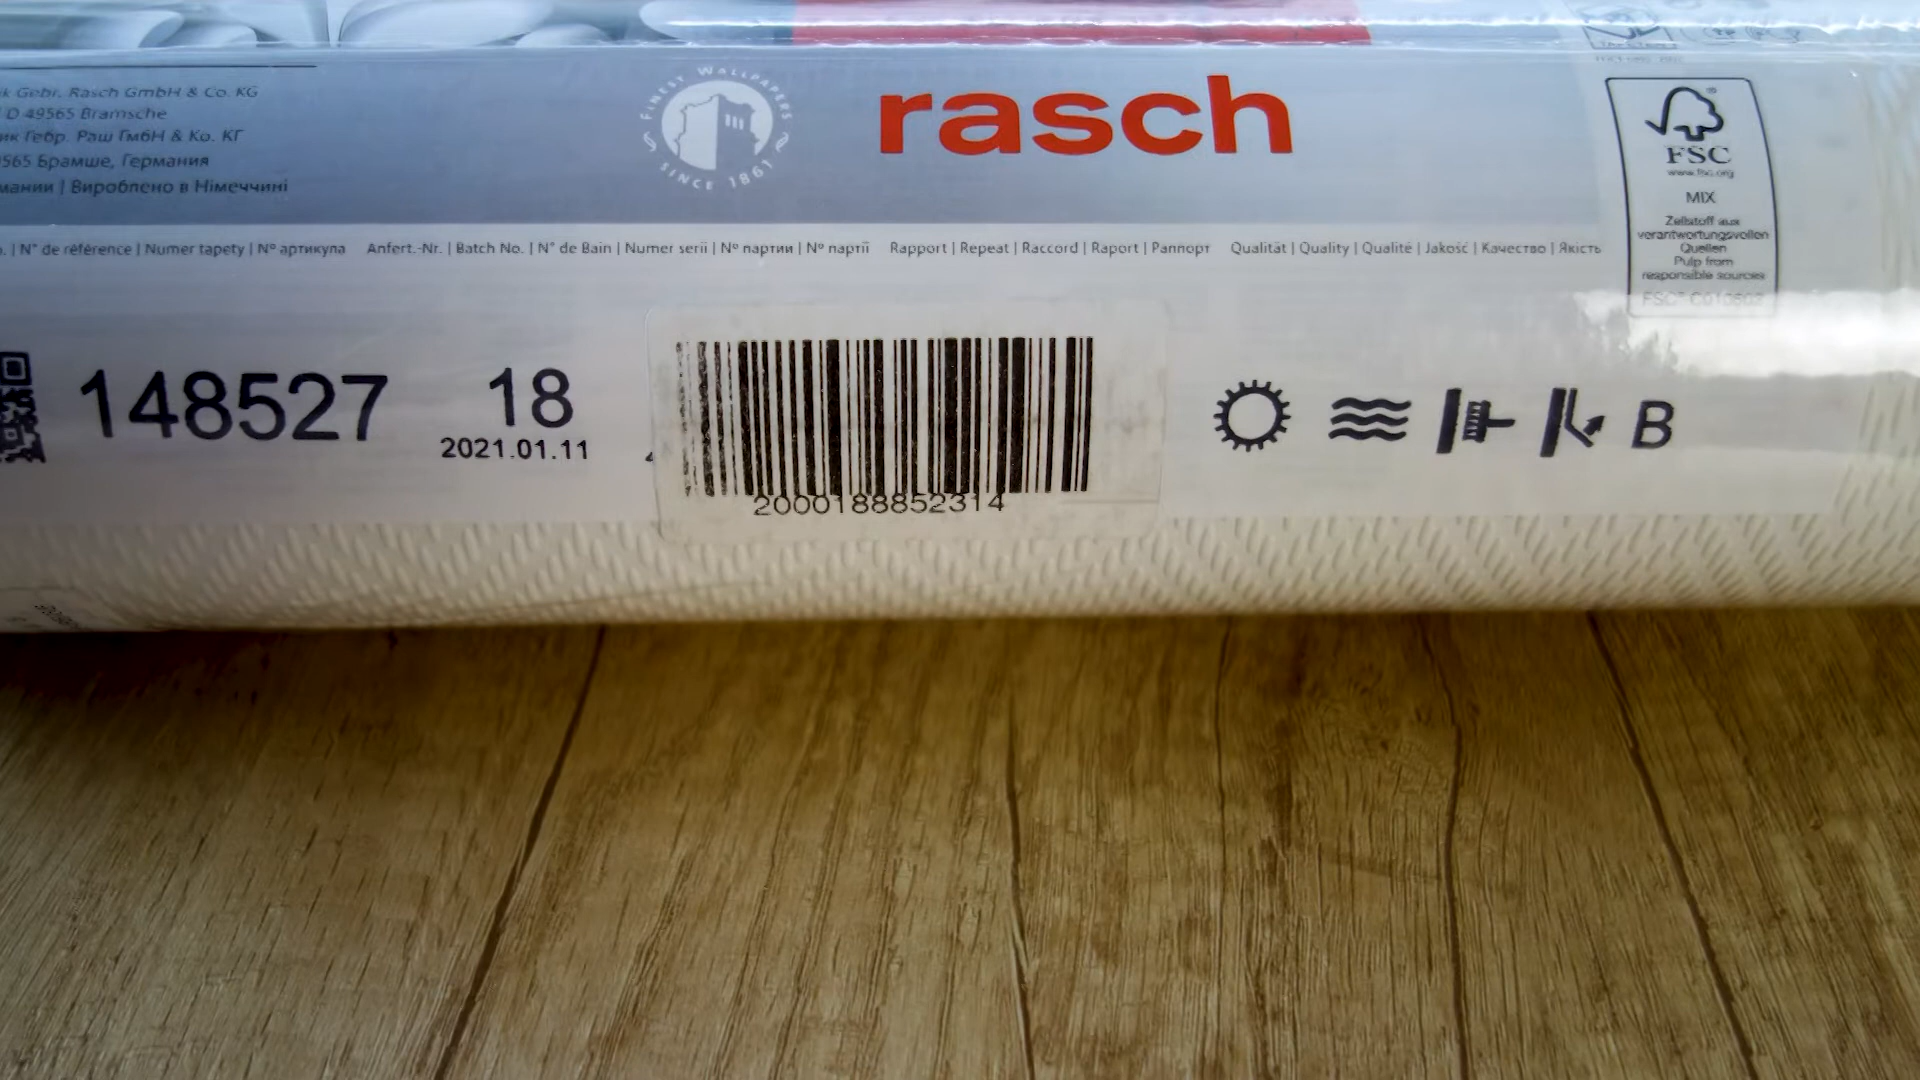 FINEST WALLPAPERS
SINCE 1861
rasch
k Gebr. Rasch GmbH & Co. KG
D 49565 Bramsche
ик Гебр. Раш ГмбН & Ко. КГ
565 Брамше, Германия
мании | Вироблено в Німеччині
FSC
www.fsc.org
MIX
Zellstoff aus
verantwortungsvollen
Quellen
Pulp from
responsible sources
| N° de référence | Numer tapety | № артикула
Anfert.-Nr. | Batch No. | N° de Bain | Numer serii | № партии | № партії
Rapport | Repeat | Raccord | Raport | Раппорт
Qualität | Quality | Qualité | Jakość | Качество | Якість
148527
18
2021.01.11
2000188852314
B